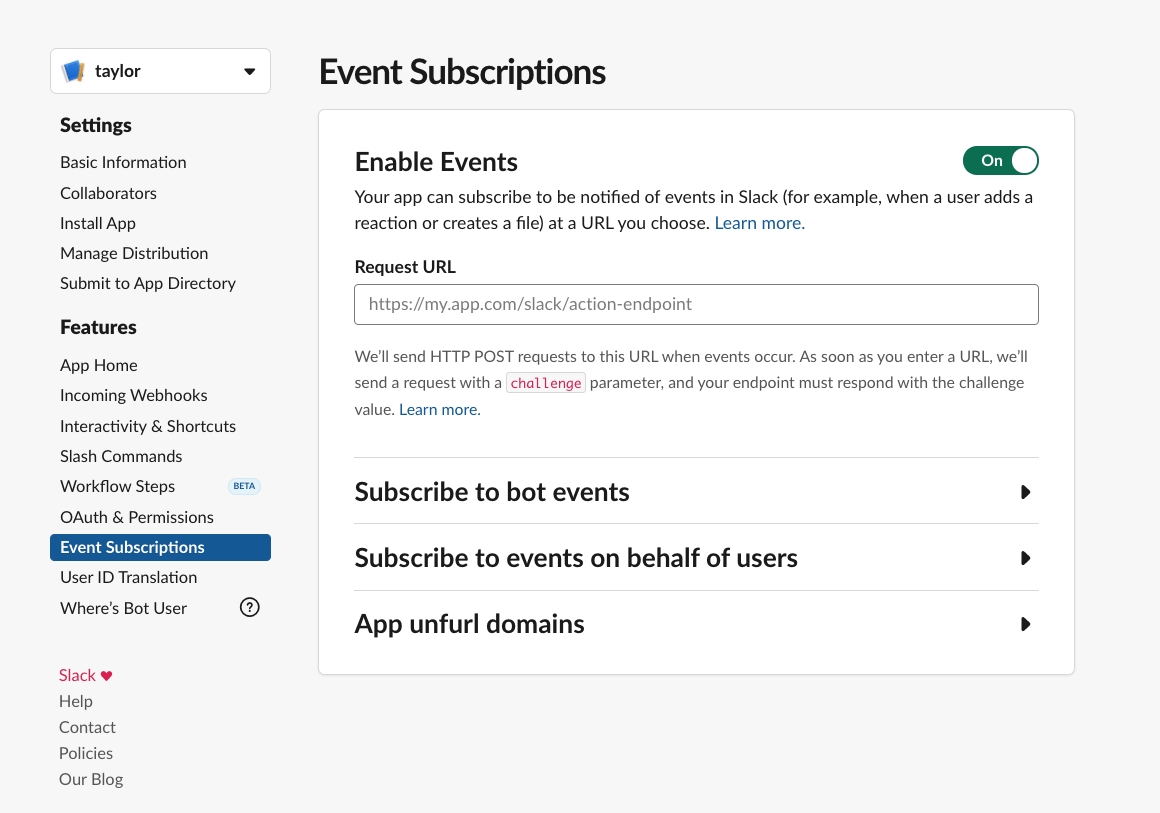 taylor
Settings
Basic Information
Collaborators
Install App
Manage Distribution
Submit to App Directory
Features
App Home
Incoming Webhooks
Interactivity & Shortcuts
Slash Commands
Workflow Steps BETA
OAuth & Permissions
Event Subscriptions
User ID Translation
Where's Bot User ?
Slack ♥
Help
Contact
Policies
Our Blog
Event Subscriptions
Enable Events On
Your app can subscribe to be notified of events in Slack (for example, when a user adds a
reaction or creates a file) at a URL you choose. Learn more.
Request URL
https://my.app.com/slack/action-endpoint
We'll send HTTP POST requests to this URL when events occur. As soon as you enter a URL, we'll
send a request with a challenge parameter, and your endpoint must respond with the challenge
value. Learn more.
Subscribe to bot events
Subscribe to events on behalf of users
App unfurl domains